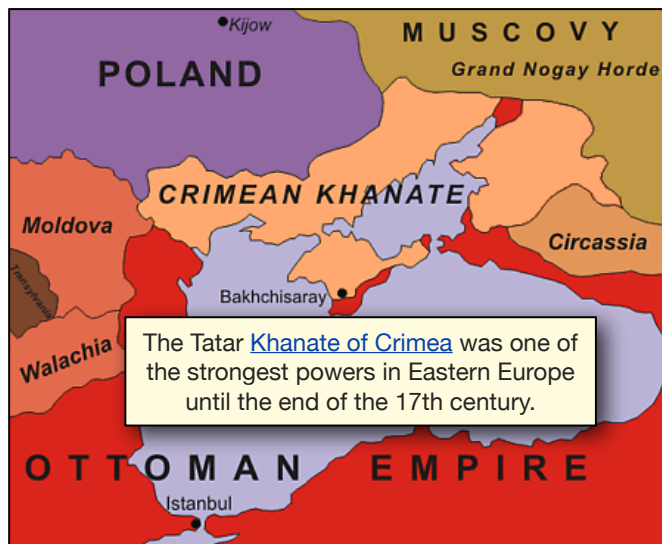 Kijow
MUSCOVY
POLAND
Grand Nogay Horde
CRIMEAN KHANATE
Moldova
Circassia
Transylvania
Bakhchisaray
Walachia
The Tatar Khanate of Crimea was one of
the strongest powers in Eastern Europe
until the end of the 17th century.
OTTOMAN EMPIRE
Istanbul